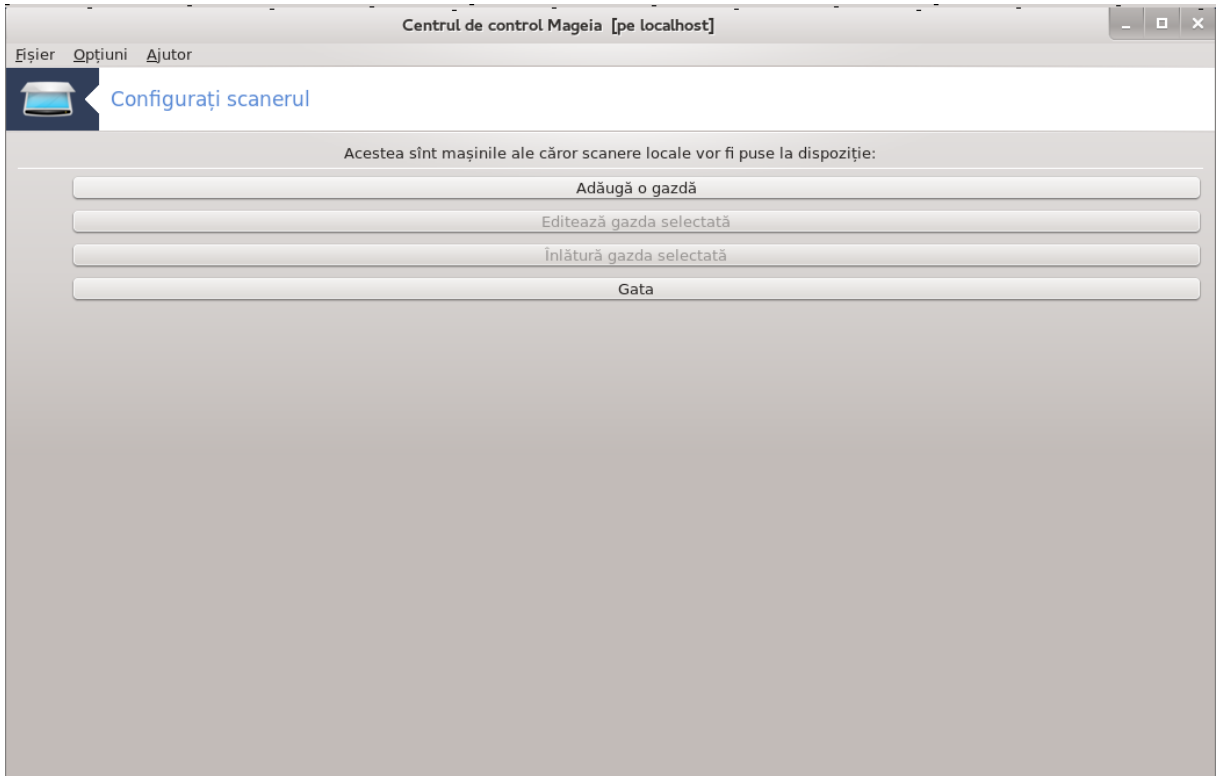 Centrul de control Mageia [pe localhost]
Fișier Opțiuni Ajutor
Configurați scanerul
Acestea sînt mașinile ale căror scanere locale vor fi puse la dispoziție:
Adăugă o gazdă
Editează gazda selectată
Înlătură gazda selectată
Gata